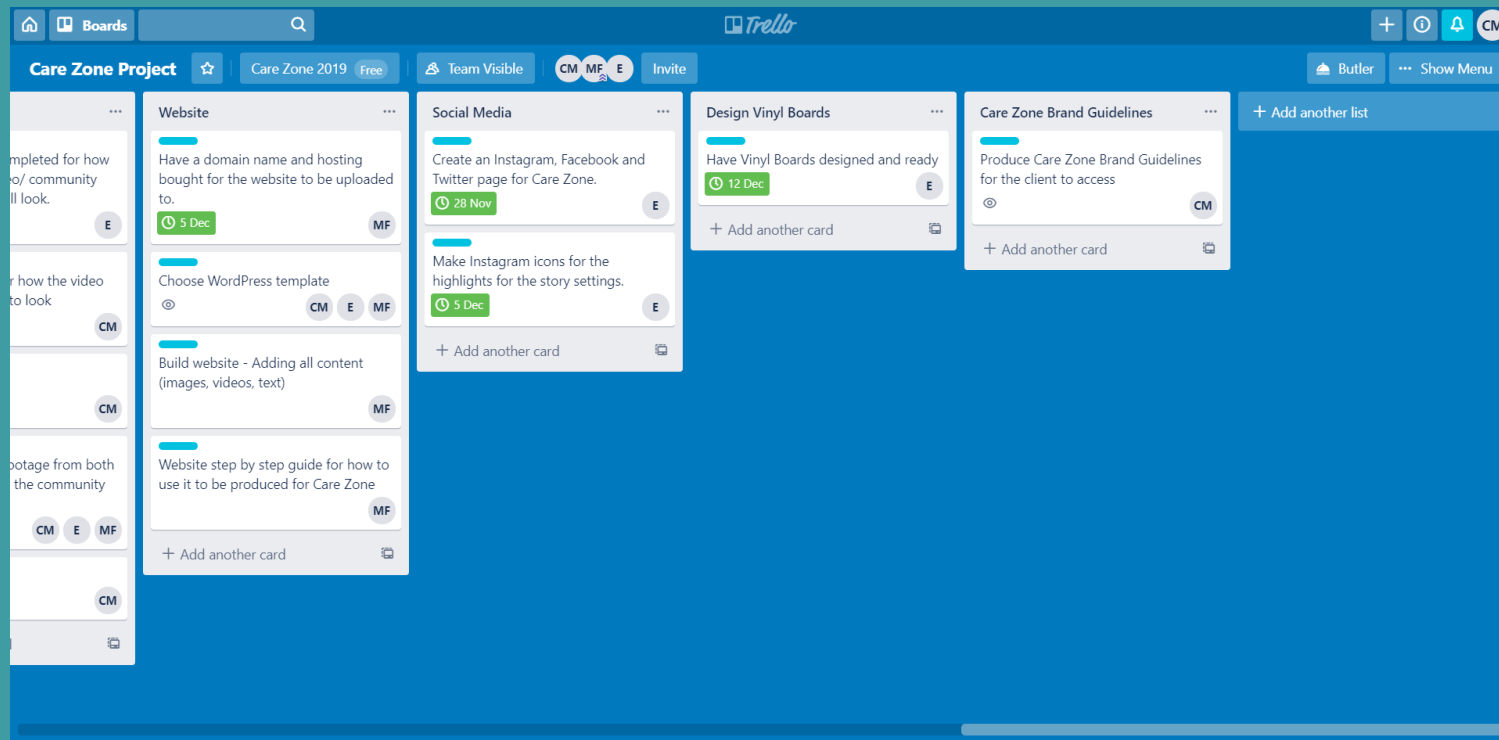 Boards
Trello
CM
Care Zone Project
Care Zone 2019 Free
Team Visible
CM MF E
Invite
Butler
Show Menu
mpleted for how
eo/ community
ll look.
E
r how the video
to look
CM
CM
ootage from both
the community
CM E MF
CM
Website
Have a domain name and hosting
bought for the website to be uploaded
to.
5 Dec
MF
Choose WordPress template
CM E MF
Build website - Adding all content
(images, videos, text)
MF
Website step by step guide for how to
use it to be produced for Care Zone
MF
+ Add another card
Social Media
Create an Instagram, Facebook and
Twitter page for Care Zone.
28 Nov
E
Make Instagram icons for the
highlights for the story settings.
5 Dec
E
+ Add another card
Design Vinyl Boards
Have Vinyl Boards designed and ready
12 Dec
E
+ Add another card
Care Zone Brand Guidelines
Produce Care Zone Brand Guidelines
for the client to access
CM
+ Add another card
+ Add another list